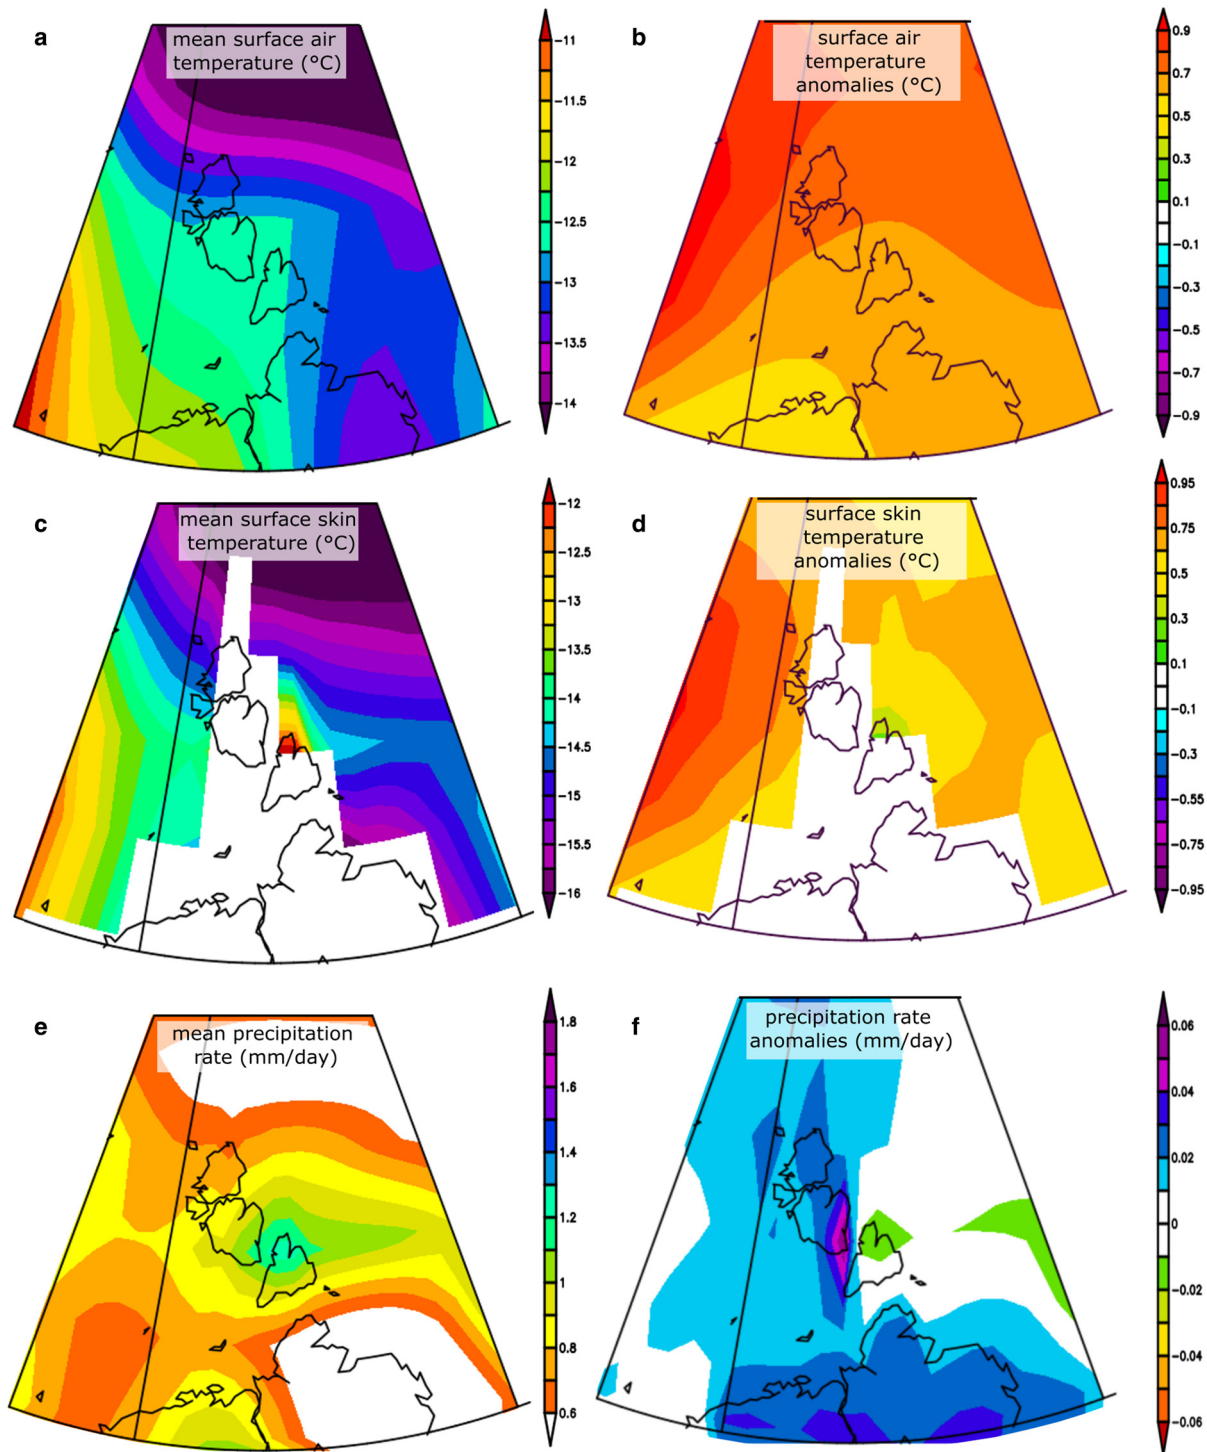 a
mean surface air
temperature (°C)
-11
-11.5
-12
-12.5
-13
-13.5
-14
b
surface air
temperature
anomalies (°C)
0.9
0.7
0.5
0.3
0.1
-0.1
-0.3
-0.5
-0.7
-0.9
c
mean surface skin
temperature (°C)
-12
-12.5
-13
-13.5
-14
-14.5
-15
-15.5
-16
d
surface skin
temperature
anomalies (°C)
0.95
0.75
0.5
0.3
0.1
-0.1
-0.3
-0.55
-0.75
-0.95
e
mean precipitation
rate (mm/day)
1.8
1.6
1.4
1.2
1
0.8
0.6
f
precipitation rate
anomalies (mm/day)
0.06
0.04
0.02
0
-0.02
-0.04
-0.06